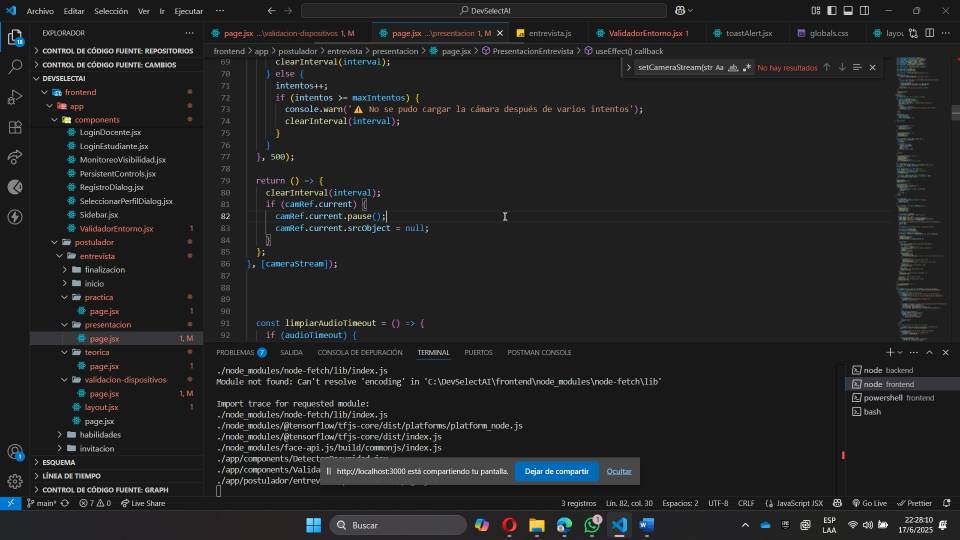 Archivo Editar Selección Ver Ir Ejecutar ···
DevSelectAI
EXPLORADOR ···
page.jsx ...\validacion-dispositivos 1, M
page.jsx ...\presentacion 1, M
entrevista.js
ValidadorEntorno.jsx 1
toastAlert.jsx
globals.css
frontend > app > postulador > entrevista > presentacion > page.jsx > PresentacionEntrevista > useEffect() callback
CONTROL DE CÓDIGO FUENTE: REPOSITORIOS
CONTROL DE CÓDIGO FUENTE: CAMBIOS
DEVSELECTAI
frontend
app
components
LoginDocente.jsx
LoginEstudiante.jsx
MonitoreoVisibilidad.jsx
PersistentControls.jsx
RegistroDialog.jsx
SeleccionarPerfilDialog.jsx
Sidebar.jsx
ValidadorEntorno.jsx 1
postulador
entrevista
finalizacion
inicio
practica
page.jsx 1
presentacion
page.jsx 1, M
teorica
page.jsx 1
validacion-dispositivos
page.jsx 1, M
layout.jsx 1
page.jsx
habilidades
invitacion
ESQUEMA
LÍNEA DE TIEMPO
CONTROL DE CÓDIGO FUENTE: GRAPH
setCameraStream(str Aa ab .* No hay resultados
69 clearInterval(interval);
70 } else {
71 intentos++;
72 if (intentos >= maxIntentos) {
73 console.warn('⚠️ No se pudo cargar la cámara después de varios intentos');
74 clearInterval(interval);
75 }
76 }
77 }, 500);
78
79 return () => {
80 clearInterval(interval);
81 if (camRef.current) {
82 camRef.current.pause();
83 camRef.current.srcObject = null;
84 }
85 };
86 }, [cameraStream]);
87
88
89
90
91 const limpiarAudioTimeout = () => {
92 if (audioTimeout) {
PROBLEMAS 7 SALIDA CONSOLA DE DEPURACIÓN TERMINAL PUERTOS POSTMAN CONSOLE
./node_modules/node-fetch/lib/index.js
Module not found: Can't resolve 'encoding' in 'C:\DevSelectAI\frontend\node_modules\node-fetch\lib'
Import trace for requested module:
./node_modules/node-fetch/lib/index.js
./node_modules/@tensorflow/tfjs-core/dist/platforms/platform_node.js
./node_modules/@tensorflow/tfjs-core/dist/index.js
./node_modules/face-api.js/build/commonjs/index.js
./app/components/
./app/components/Valida
./app/postulador/entrev
node backend
node frontend
powershell frontend
bash
http://localhost:3000 está compartiendo tu pantalla. Dejar de compartir Ocultar
main* 7 0 Live Share 3 registros Lín. 82, col. 30 Espacios: 2 UTF-8 CRLF JavaScript JSX Go Live Prettier
Buscar
ESP
LAA
22:28:10
17/6/2025